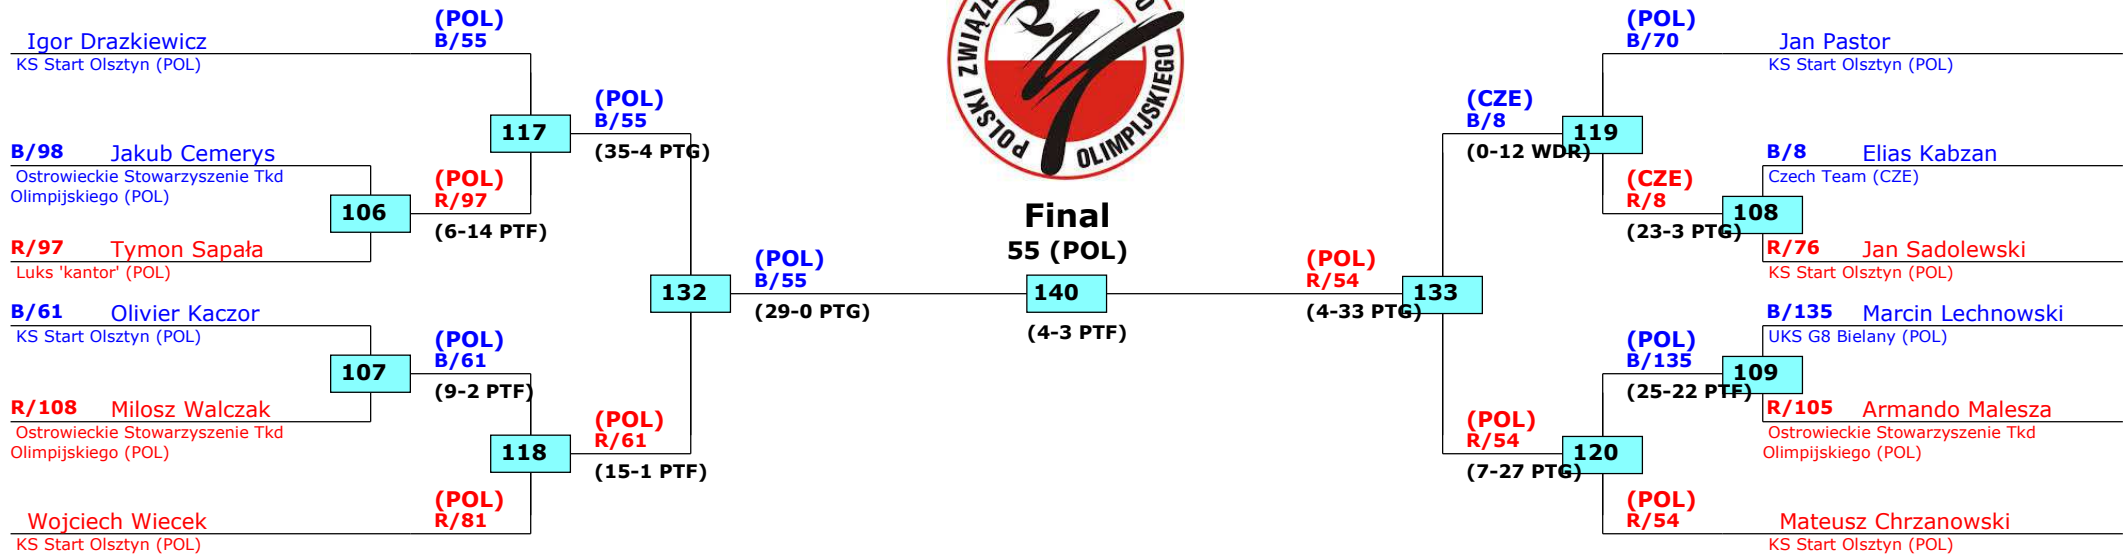 (POL)
B/55
Igor Drazkiewicz
KS Start Olsztyn (POL)
117
(POL)
B/55
(35-4 PTG)
B/98 Jakub Cemerys
Ostrowieckie Stowarzyszenie Tkd
Olimpijskiego (POL)
106
(POL)
R/97
(6-14 PTF)
R/97 Tymon Sapała
Luks 'kantor' (POL)
132
(POL)
B/55
(29-0 PTG)
B/61 Olivier Kaczor
KS Start Olsztyn (POL)
107
(POL)
B/61
(9-2 PTF)
R/108 Milosz Walczak
Ostrowieckie Stowarzyszenie Tkd
Olimpijskiego (POL)
118
(POL)
R/61
(15-1 PTF)
(POL)
R/81
Wojciech Wiecek
KS Start Olsztyn (POL)
POLSKI ZWIĄZE
OLIMPIJSKIEGO
Final
55 (POL)
140
(4-3 PTF)
(POL)
B/70
Jan Pastor
KS Start Olsztyn (POL)
(CZE)
B/8
(0-12 WDR)
119
B/8 Elias Kabzan
Czech Team (CZE)
(CZE)
R/8
(23-3 PTG)
108
R/76 Jan Sadolewski
KS Start Olsztyn (POL)
(POL)
R/54
(4-33 PTG)
133
B/135 Marcin Lechnowski
UKS G8 Bielany (POL)
(POL)
B/135
(25-22 PTF)
109
R/105 Armando Malesza
Ostrowieckie Stowarzyszenie Tkd
Olimpijskiego (POL)
(POL)
R/54
(7-27 PTG)
120
(POL)
R/54
Mateusz Chrzanowski
KS Start Olsztyn (POL)